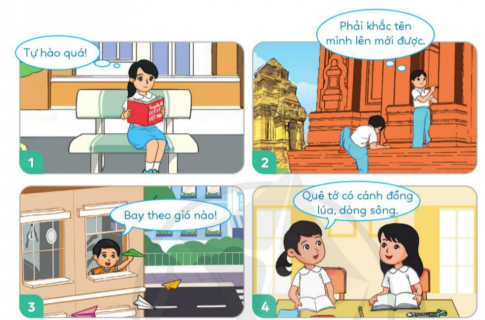 Tự hào quá!
1
Phải khắc tên
mình lên mới được.
2
Bay theo gió nào!
3
Quê tớ có cánh đồng
lúa, dòng sông.
4